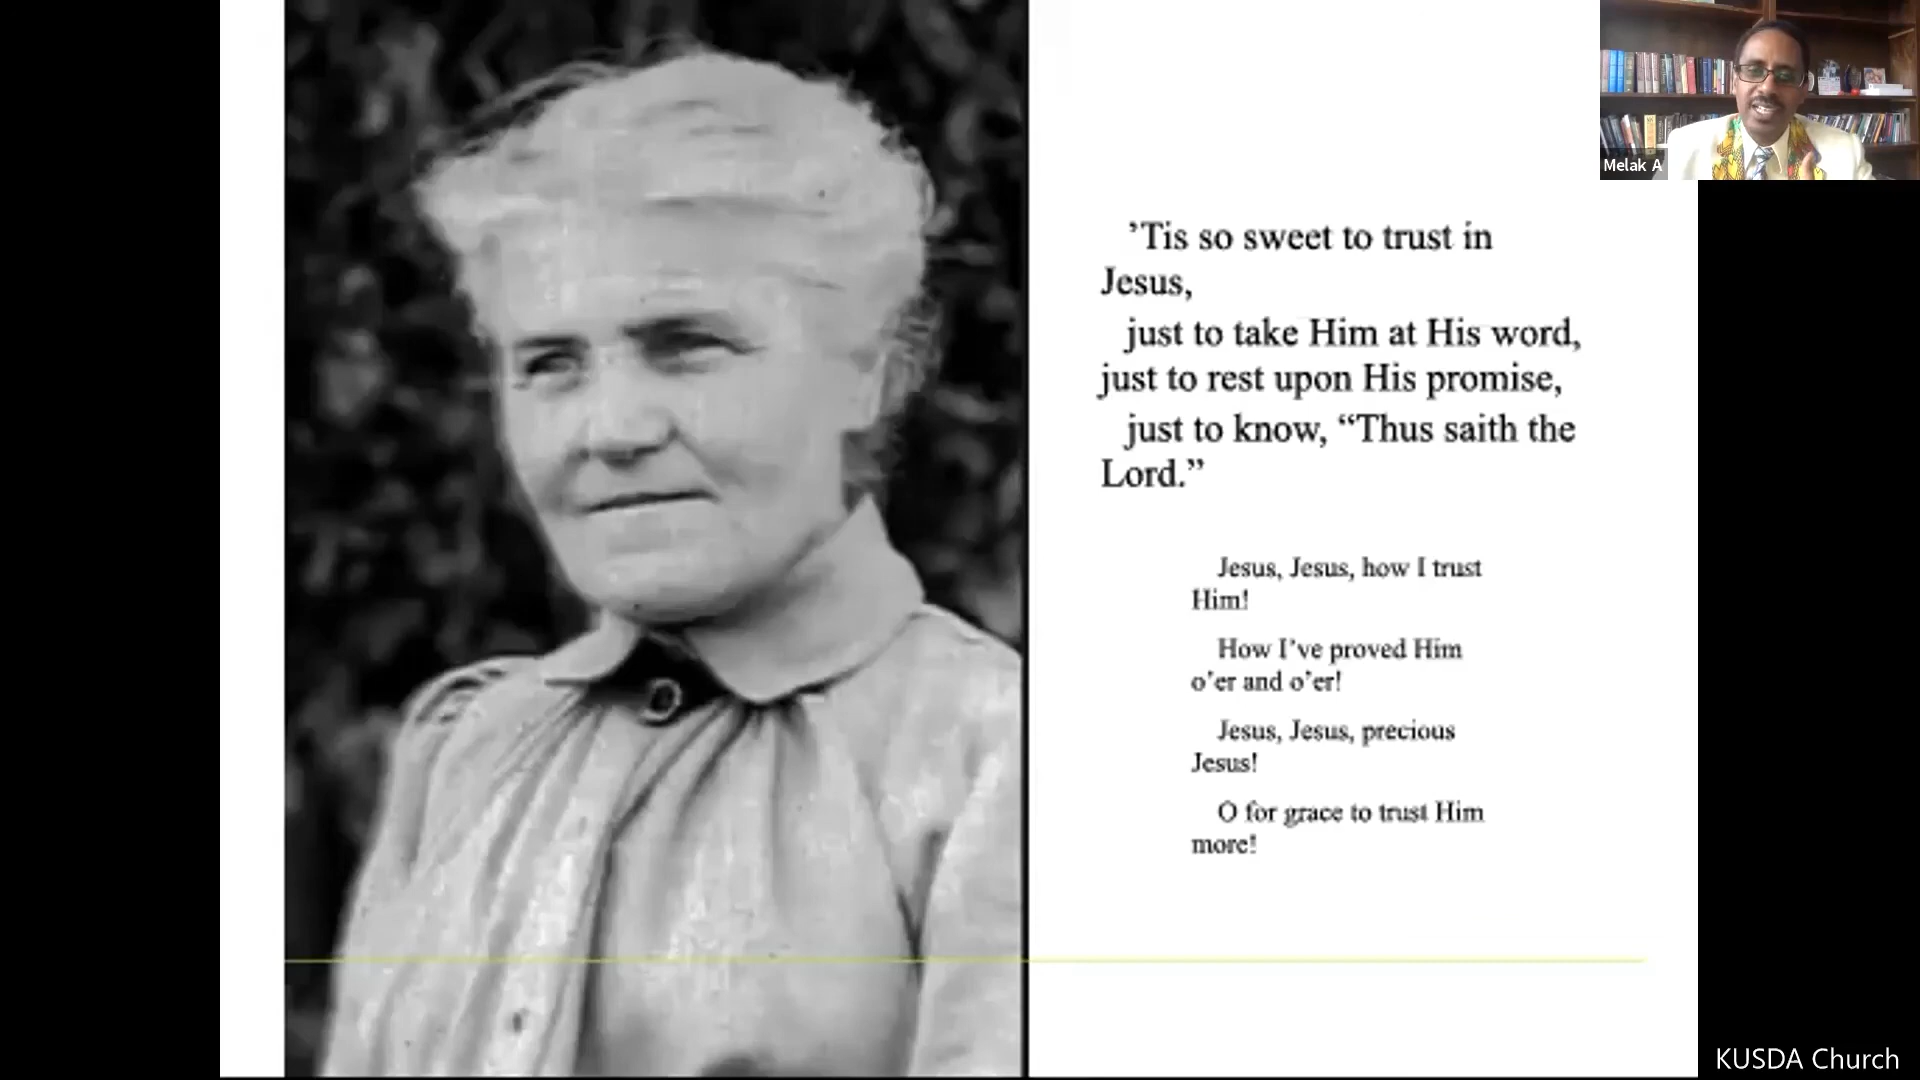 Melak A
’Tis so sweet to trust in
Jesus,
just to take Him at His word,
just to rest upon His promise,
just to know, “Thus saith the
Lord.”
Jesus, Jesus, how I trust
Him!
How I’ve proved Him
o’er and o’er!
Jesus, Jesus, precious
Jesus!
O for grace to trust Him
more!
KUSDA Church